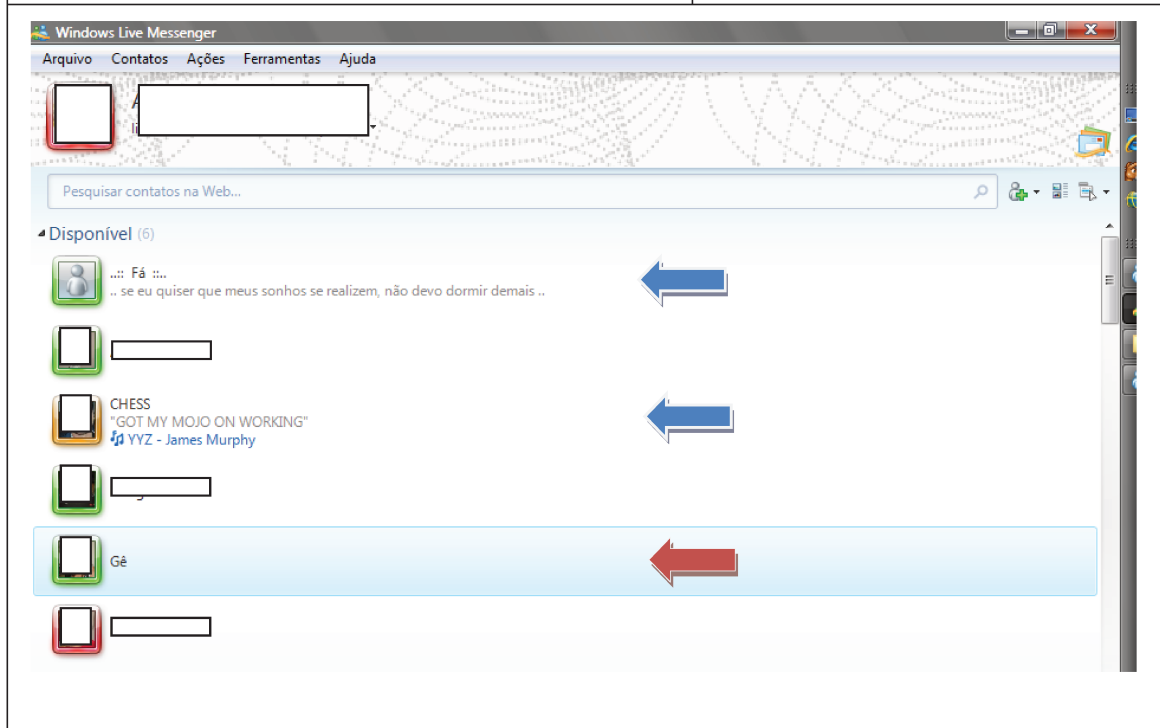 Windows Live Messenger
Arquivo Contatos Ações Ferramentas Ajuda
Pesquisar contatos na Web...
Disponível (6)
..:: Fá ::..
.. se eu quiser que meus sonhos se realizem, não devo dormir demais ..
CHESS
"GOT MY MOJO ON WORKING"
YYZ - James Murphy
Gê